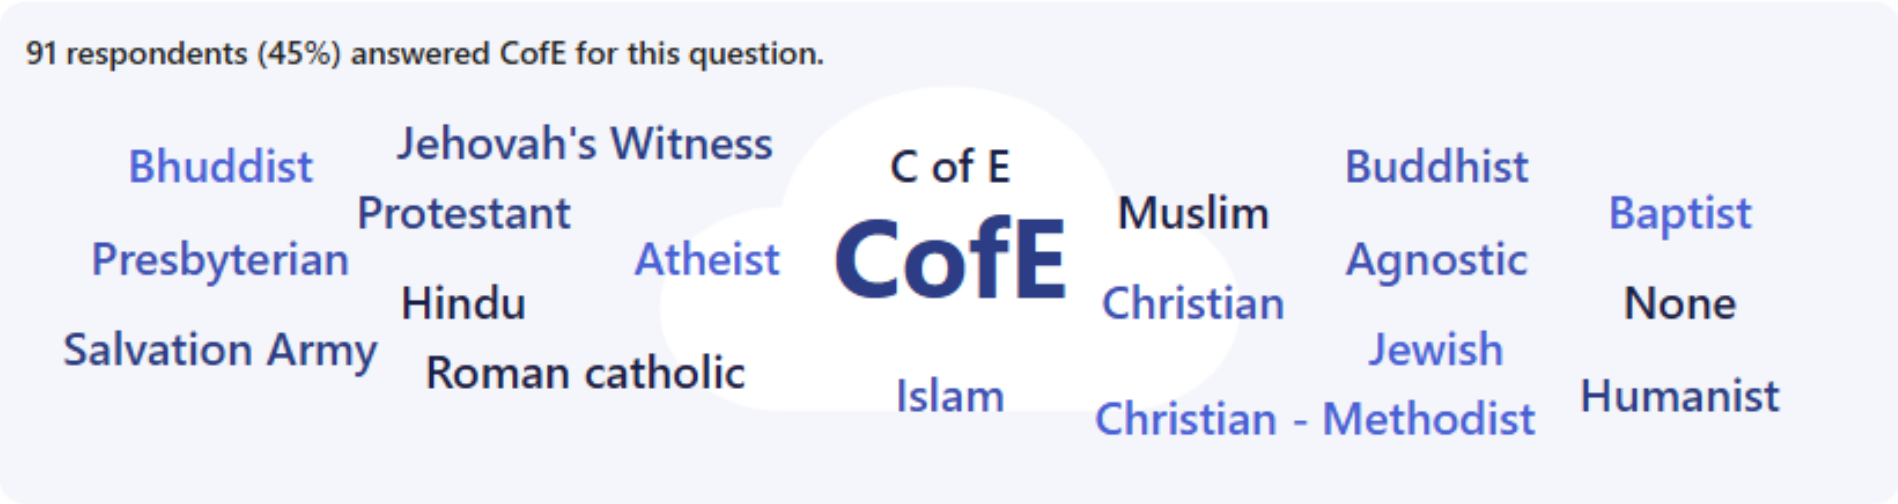 91 respondents (45%) answered CofE for this question.
Jehovah's Witness
Bhuddist
C of E
Buddhist
Protestant
Muslim
Baptist
Presbyterian
Atheist
CofE
Agnostic
Hindu
Christian
None
Salvation Army
Jewish
Roman catholic
Islam
Humanist
Christian - Methodist